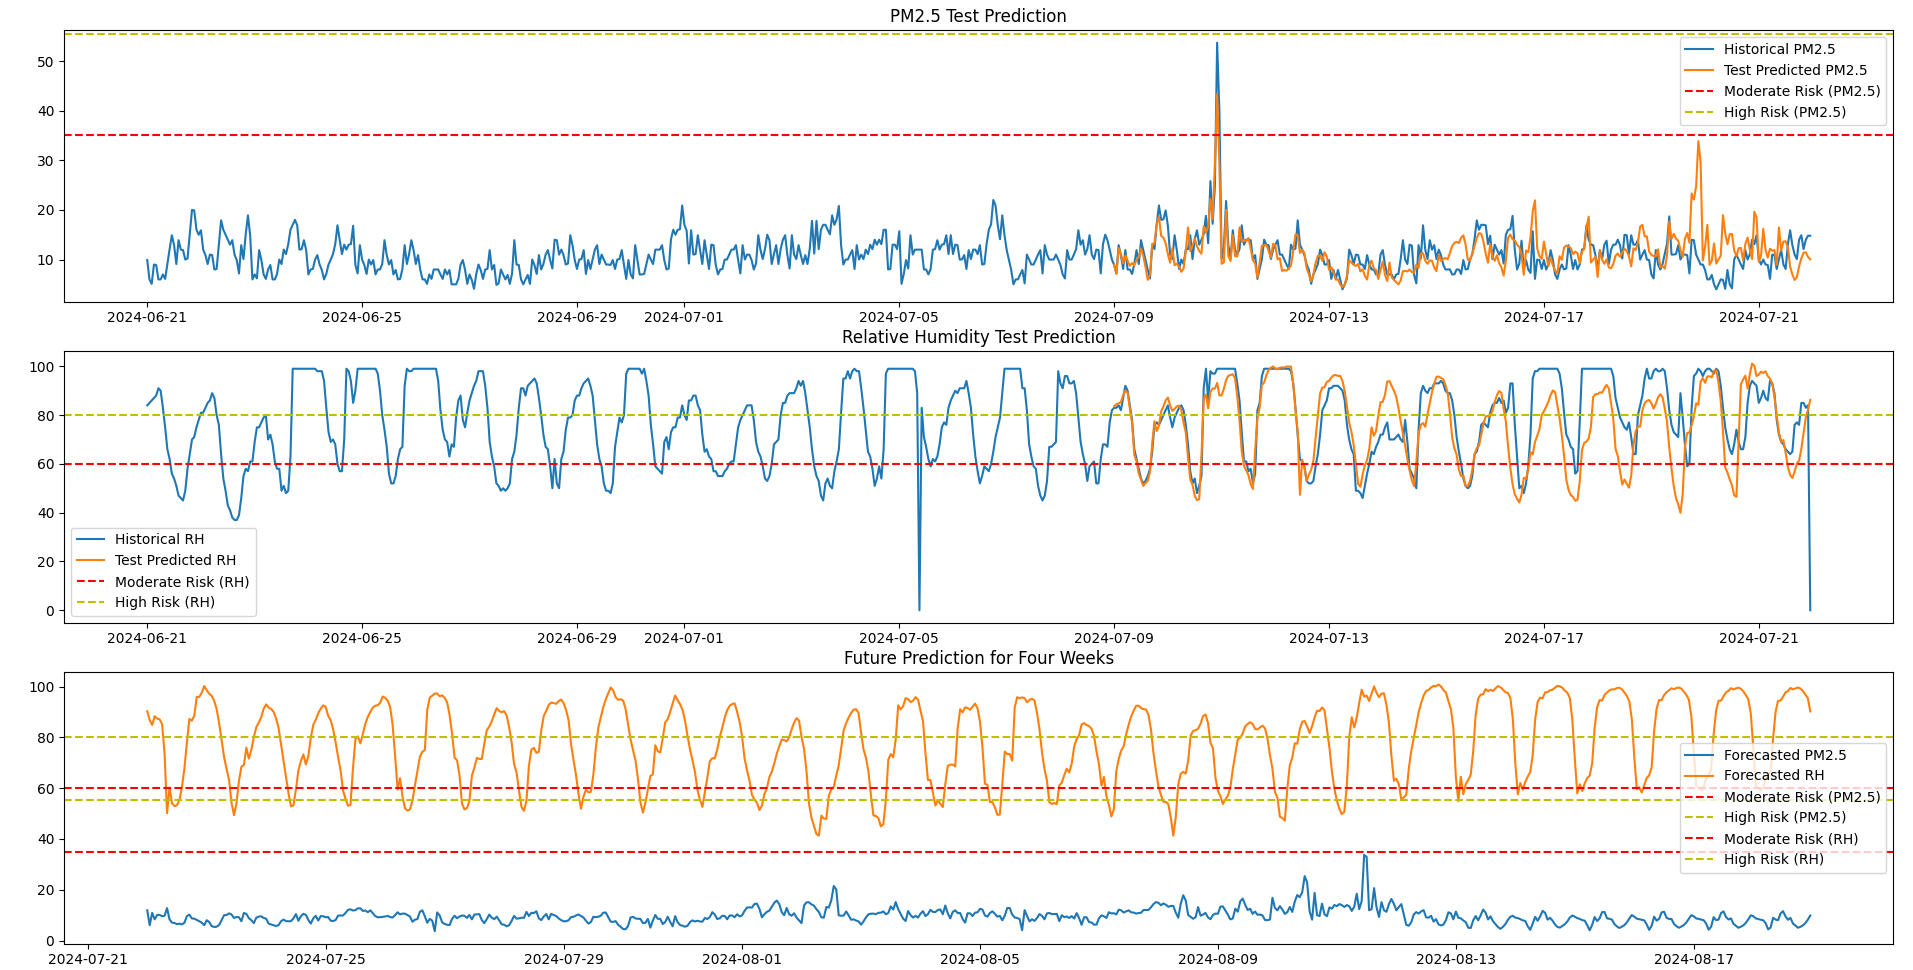 PM2.5 Test Prediction
50
40
30
20
10
Historical PM2.5
Test Predicted PM2.5
Moderate Risk (PM2.5)
High Risk (PM2.5)
2024-06-21 2024-06-25 2024-06-29 2024-07-01 2024-07-05 2024-07-09 2024-07-13 2024-07-17 2024-07-21
Relative Humidity Test Prediction
100
80
60
40
20
0
Historical RH
Test Predicted RH
Moderate Risk (RH)
High Risk (RH)
2024-06-21 2024-06-25 2024-06-29 2024-07-01 2024-07-05 2024-07-09 2024-07-13 2024-07-17 2024-07-21
Future Prediction for Four Weeks
100
80
60
40
20
0
Forecasted PM2.5
Forecasted RH
Moderate Risk (PM2.5)
High Risk (PM2.5)
Moderate Risk (RH)
High Risk (RH)
2024-07-21 2024-07-25 2024-07-29 2024-08-01 2024-08-05 2024-08-09 2024-08-13 2024-08-17